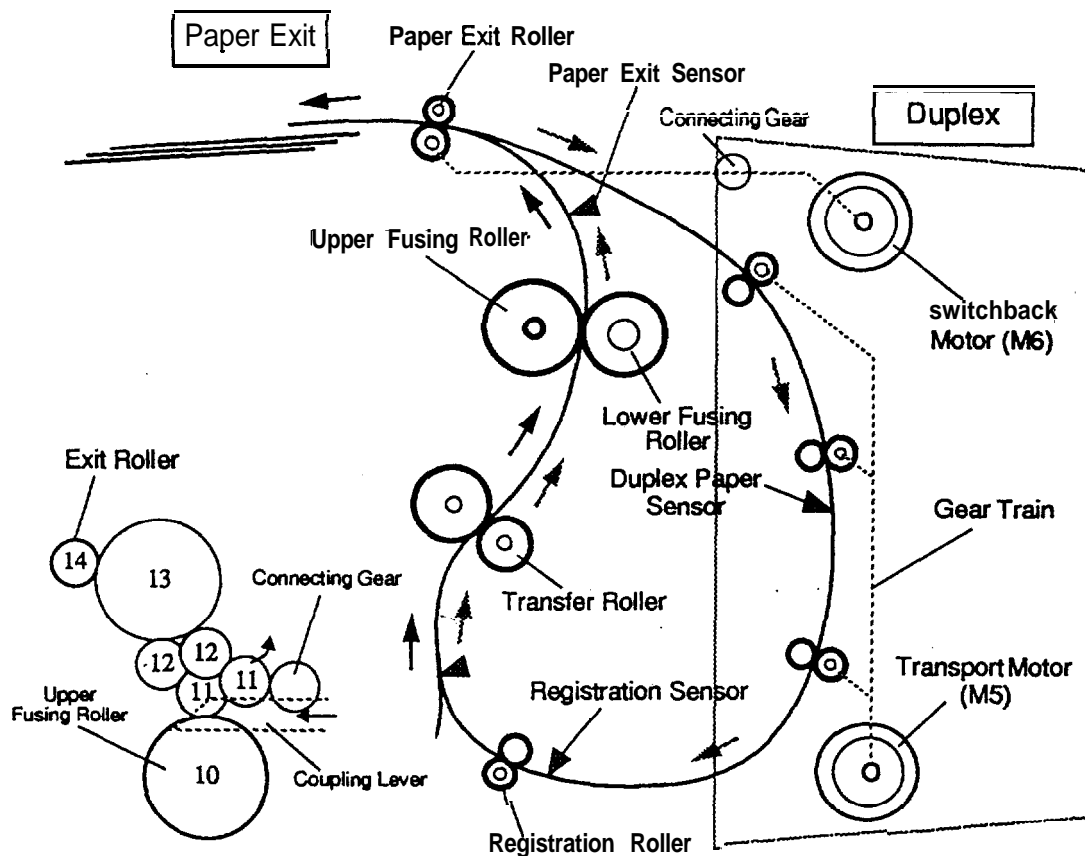 Paper Exit
Paper Exit Roller
Paper Exit Sensor
Connecting Gear
Duplex
Upper Fusing Roller
switchback
Motor (M6)
Lower Fusing
Roller
Exit Roller
Duplex Paper
Sensor
Gear Train
14
13
Connecting Gear
Transfer Roller
12
12
11
11
Upper
Fusing Roller
Registration Sensor
Transport Motor
(M5)
10
Coupling Lever
Registration Roller